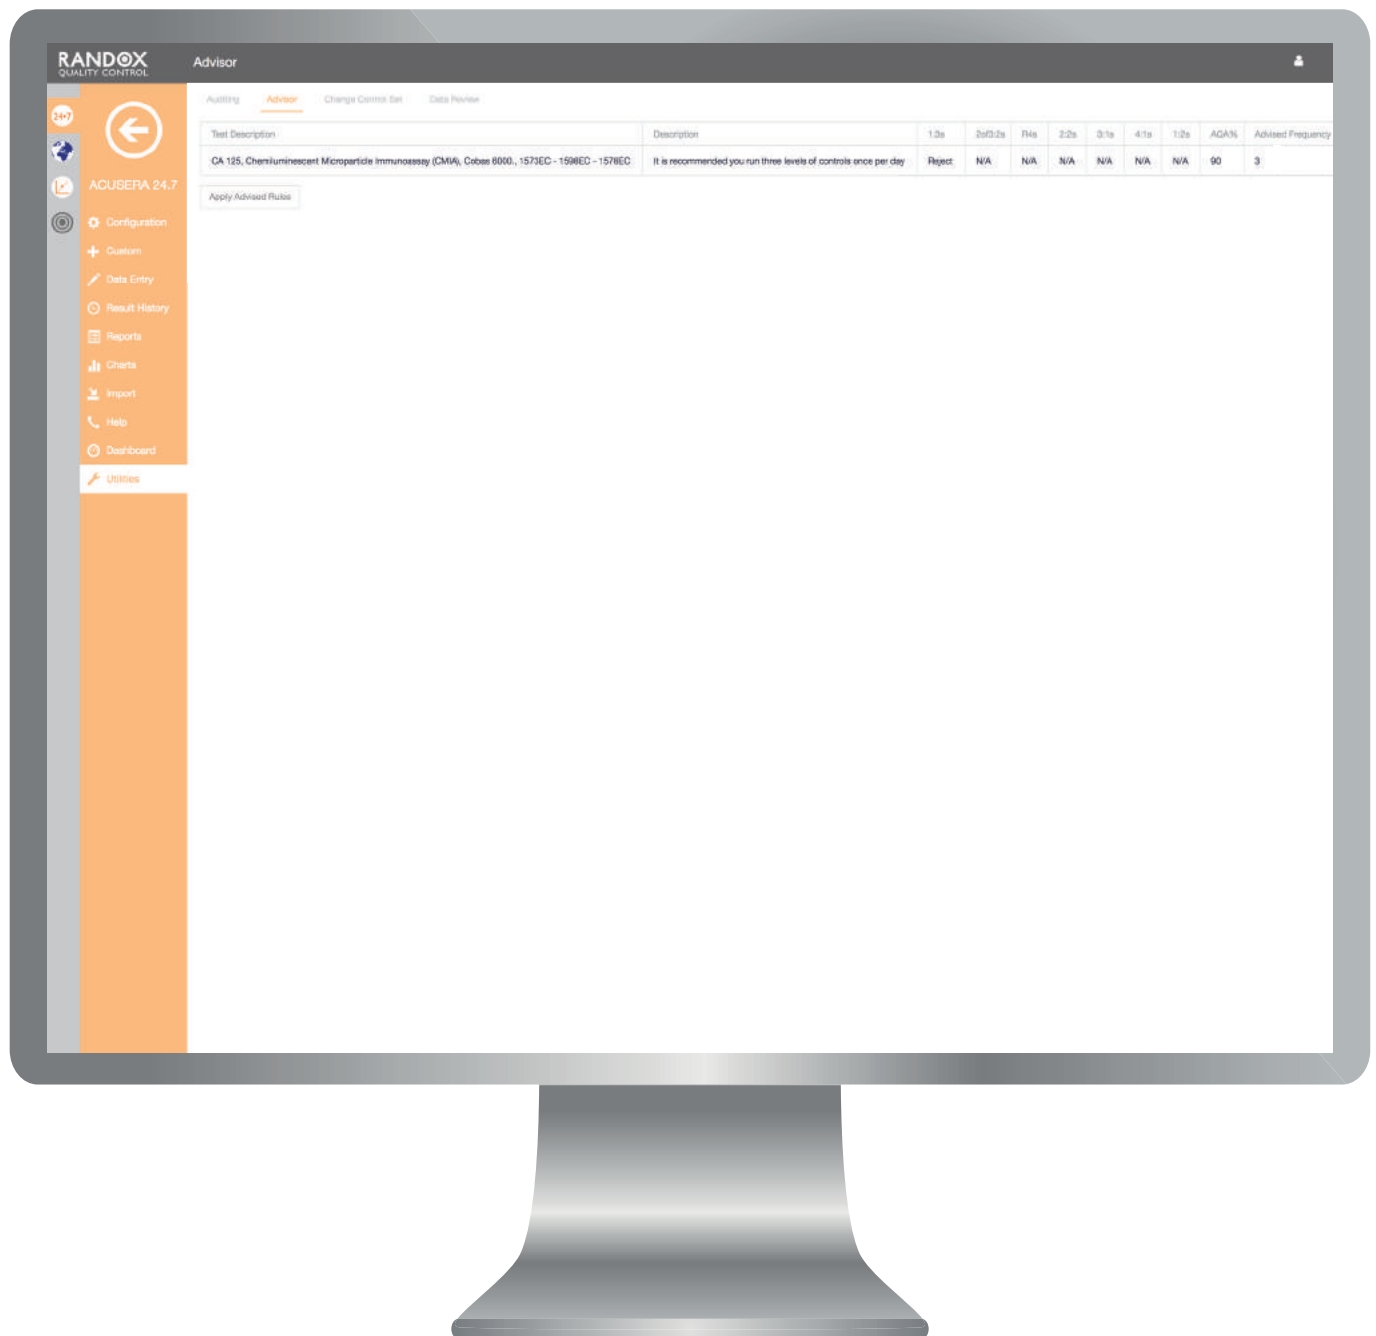 RANDOX
QUALITY CONTROL
Advisor
24•7
ACUSERA 24.7
Configuration
Custom
Data Entry
Result History
Reports
Charts
Import
Help
Dashboard
Utilities
Auditing Advisor Change Control Set Data Review
Test Description Description 1:3s 2of3:2s R4s 2:2s 3:1s 4:1s 1:2s AQA% Advised Frequency
CA 125, Chemiluminescent Microparticle Immunoassay (CMIA), Cobas 6000., 1573EC - 1598EC - 1578EC It is recommended you run three levels of controls once per day Reject N/A N/A N/A N/A N/A N/A 90 3
Apply Advised Rules